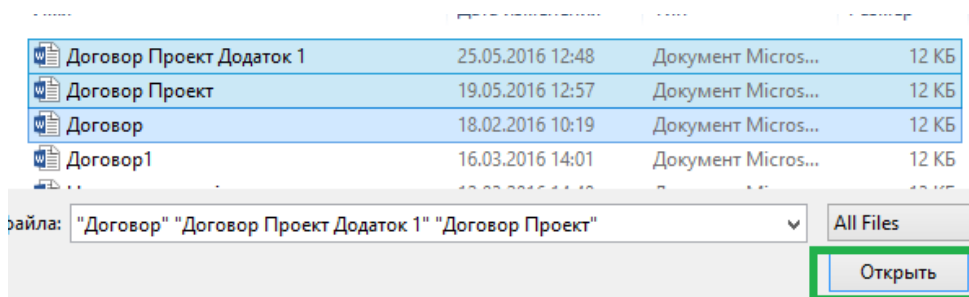 Договор Проект Додаток 1 25.05.2016 12:48 Документ Micros... 12 КБ
Договор Проект 19.05.2016 12:57 Документ Micros... 12 КБ
Договор 18.02.2016 10:19 Документ Micros... 12 КБ
Договор1 16.03.2016 14:01 Документ Micros... 12 КБ
файла: "Договор" "Договор Проект Додаток 1" "Договор Проект" All Files
Открыть